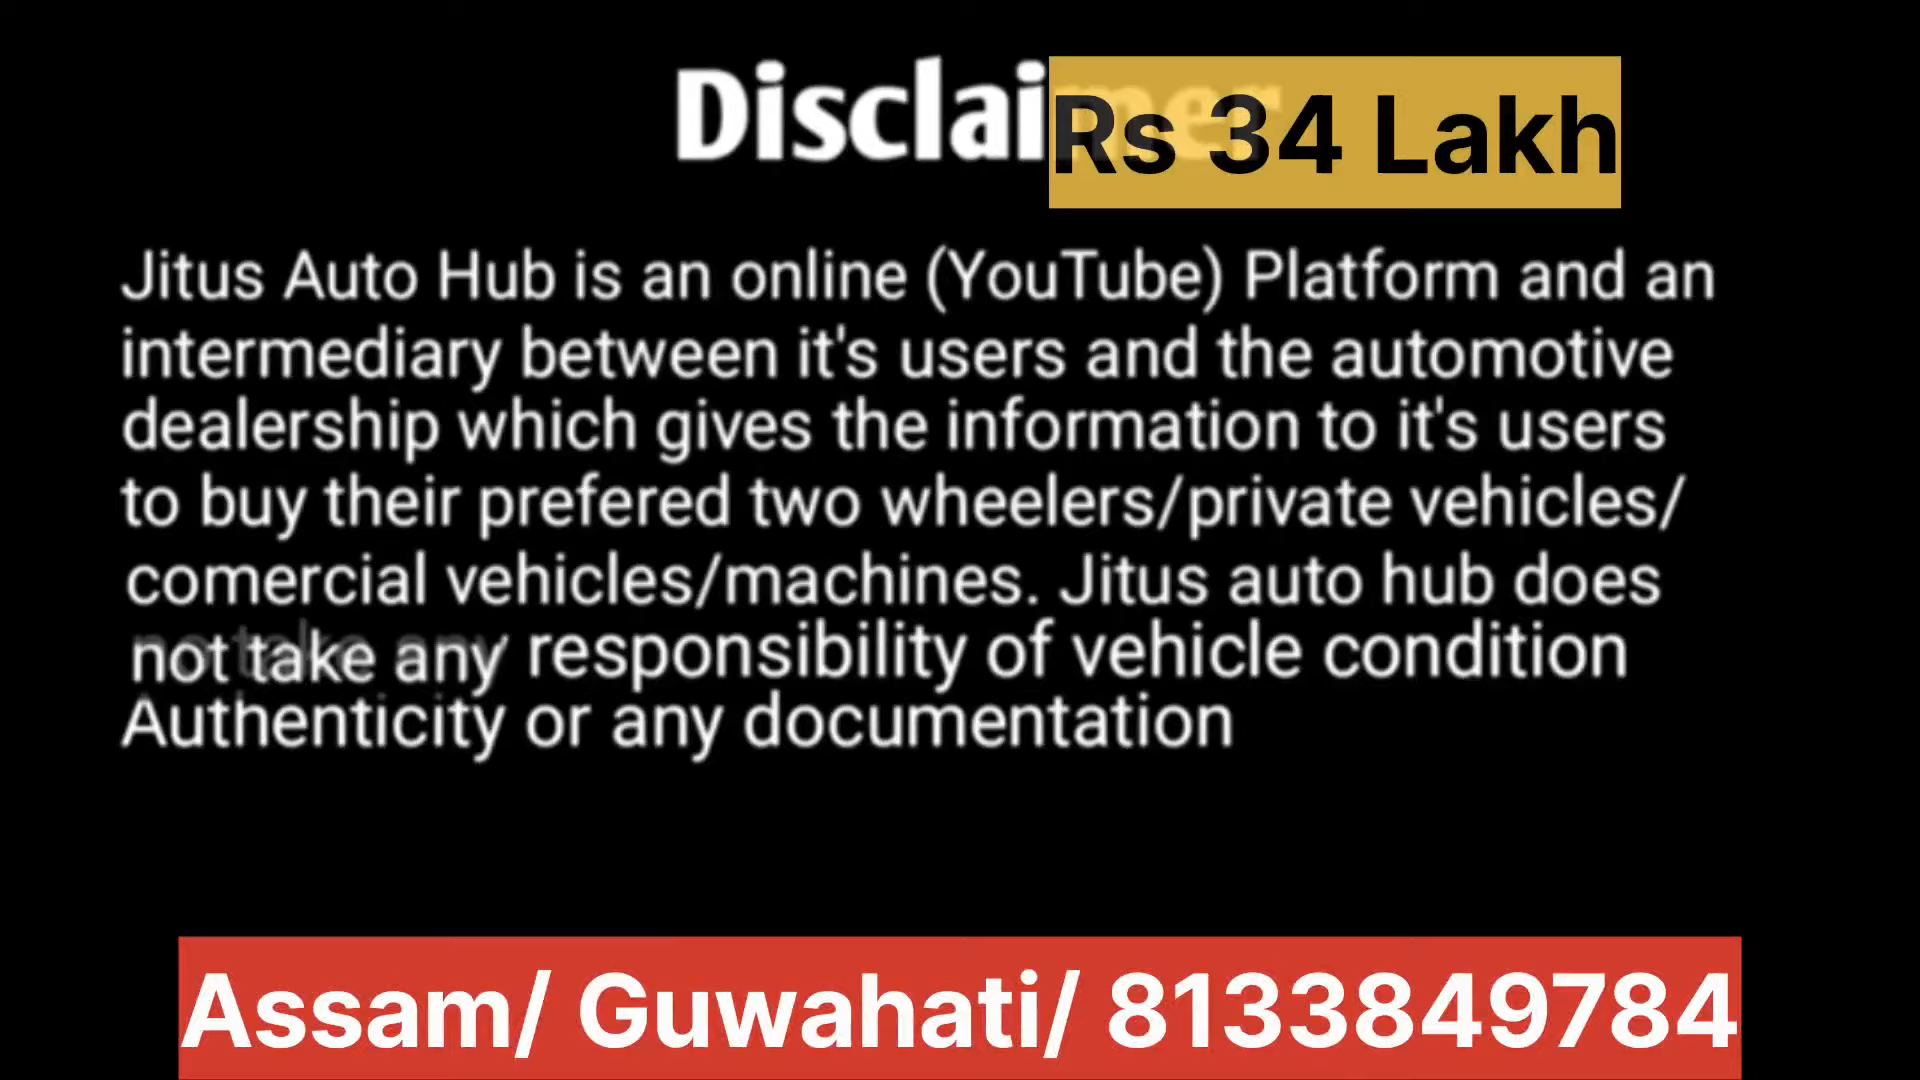 Disclaimer
Rs 34 Lakh
Jitus Auto Hub is an online (YouTube) Platform and an
intermediary between it's users and the automotive
dealership which gives the information to it's users
to buy their prefered two wheelers/private vehicles/
comercial vehicles/machines. Jitus auto hub does
not take any responsibility of vehicle condition
Authenticity or any documentation
Assam/ Guwahati/ 8133849784